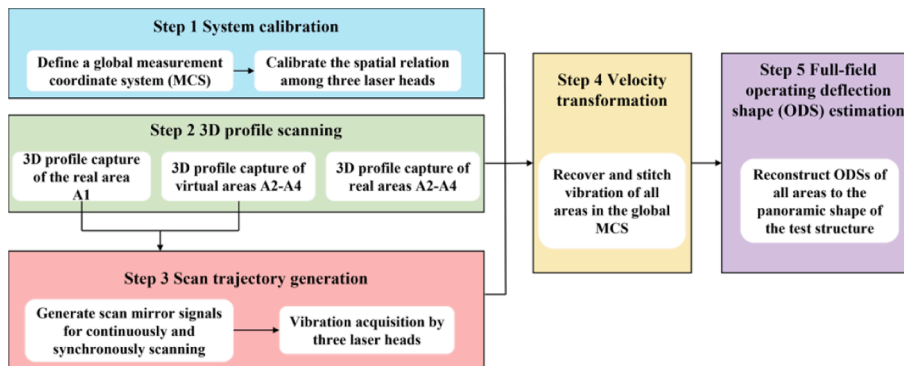 Step 1 System calibration
Define a global measurement
coordinate system (MCS)
Calibrate the spatial relation
among three laser heads
Step 2 3D profile scanning
3D profile capture
of the real area
A1
3D profile capture of
virtual areas A2-A4
3D profile capture of
real areas A2-A4
Step 3 Scan trajectory generation
Generate scan mirror signals
for continuously and
synchronously scanning
Vibration acquisition by
three laser heads
Step 4 Velocity
transformation
Recover and stitch
vibration of all
areas in the global
MCS
Step 5 Full-field
operating deflection
shape (ODS) estimation
Reconstruct ODSs of
all areas to the
panoramic shape of
the test structure